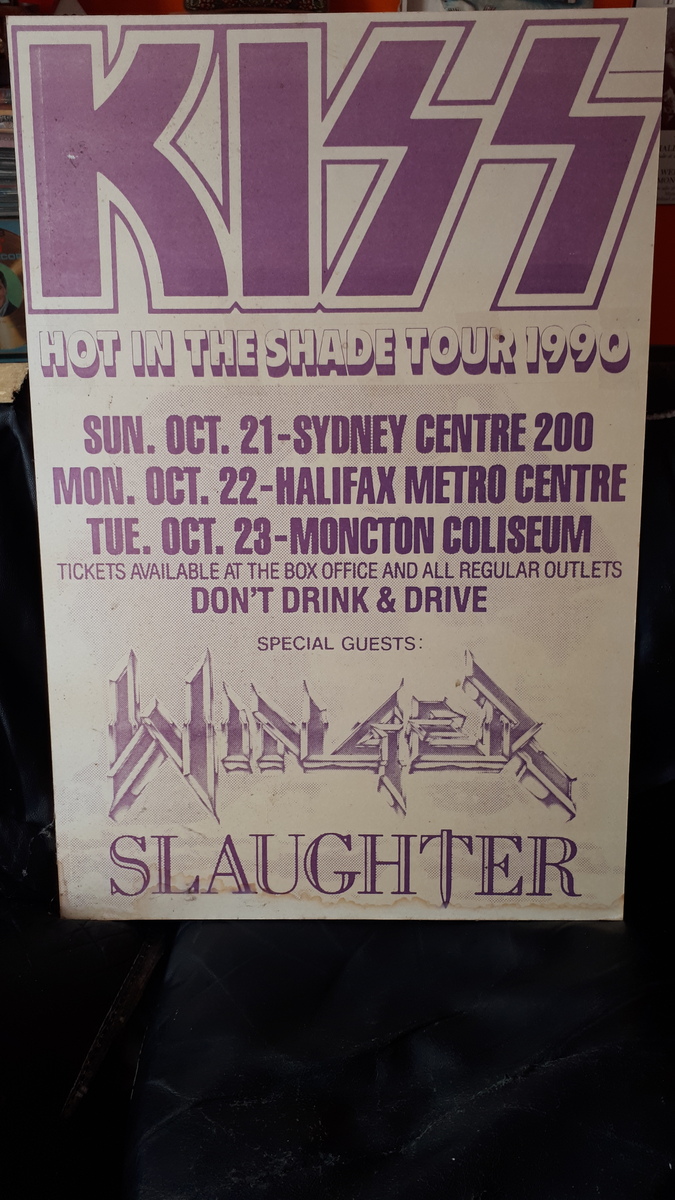 KISS
HOT IN THE SHADE TOUR 1990
SUN. OCT. 21-SYDNEY CENTRE 200
MON. OCT. 22-HALIFAX METRO CENTRE
TUE. OCT. 23-MONCTON COLISEUM
TICKETS AVAILABLE AT THE BOX OFFICE AND ALL REGULAR OUTLETS
DON'T DRINK & DRIVE
SPECIAL GUESTS:
WINGER
SLAUGHTER